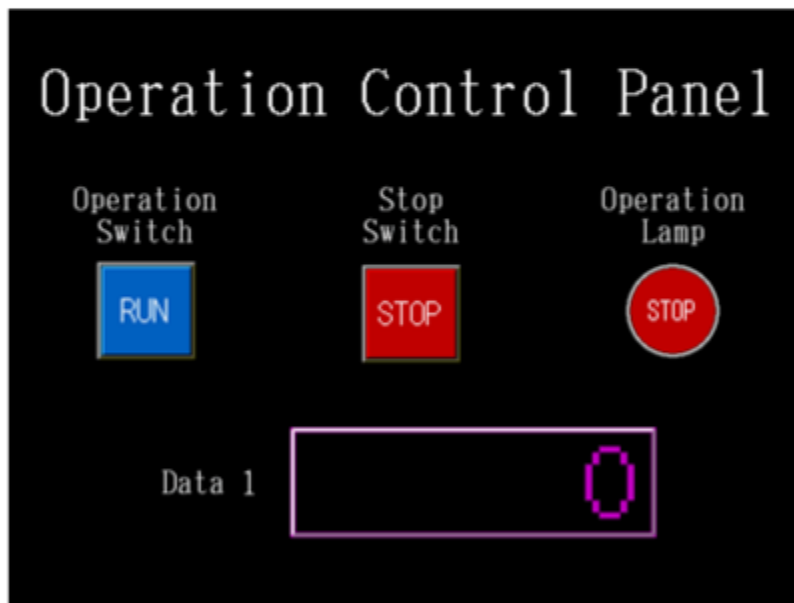 Operation Control Panel
Operation
Switch
Stop
Switch
Operation
Lamp
RUN
STOP
STOP
Data 1
0